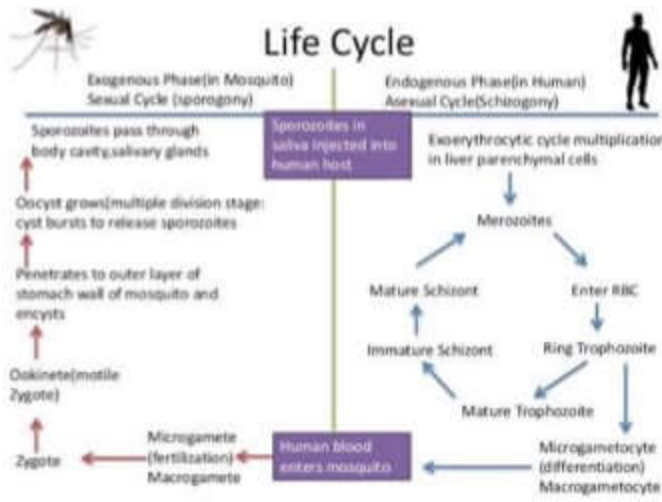 Life Cycle
Exogenous Phase(in Mosquito)
Sexual Cycle (sporogony)
Endogenous Phase(in Human)
Asexual Cycle(Schizogony)
Sporozoites in
saliva injected into
human host
Sporozoites pass through
body cavity,salivary glands
Oocyst grows(multiple division stage:
cyst bursts to release sporozoites
Penetrates to outer layer of
stomach wall of mosquito and
encysts
Ookinete(motile
Zygote)
Zygote
Microgamete
(fertilization)
Macrogamete
Human blood
enters mosquito
Exoerythrocytic cycle multiplication
in liver parenchymal cells
Merozoites
Enter RBC
Ring Trophozoite
Mature Trophozoite
Immature Schizont
Mature Schizont
Microgametocyte
(differentiation)
Macrogametocyte